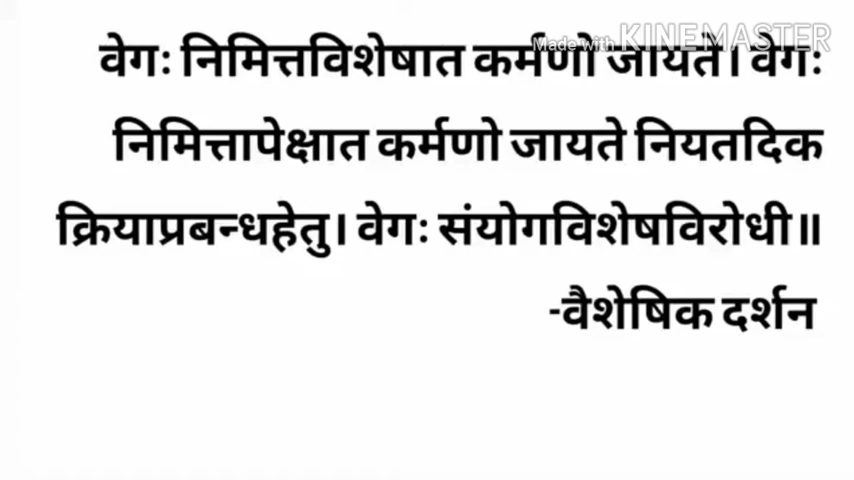 Made with KINEMASTER
वेगः निमित्तविशेषात कर्मणो जायते। वेगः
निमित्तापेक्षात कर्मणो जायते नियतदिक
क्रियाप्रबन्धहेतु। वेगः संयोगविशेषविरोधी॥
-वैशेषिक दर्शन